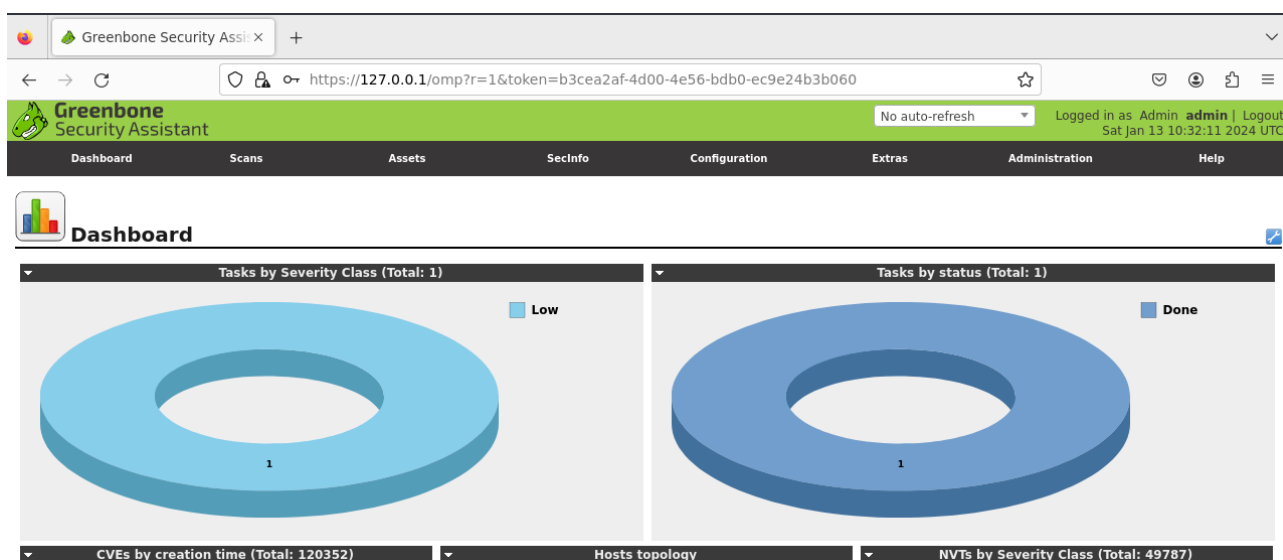 Greenbone Security Assis
https://127.0.0.1/omp?r=1&token=b3cea2af-4d00-4e56-bdb0-ec9e24b3b060
Greenbone
Security Assistant
No auto-refresh
Logged in as Admin admin | Logout
Sat Jan 13 10:32:11 2024 UTC
Dashboard Scans Assets SecInfo Configuration Extras Administration Help
Dashboard
Tasks by Severity Class (Total: 1)
Low
1
Tasks by status (Total: 1)
Done
1
CVEs by creation time (Total: 120352)
Hosts topology
NVTs by Severity Class (Total: 49787)